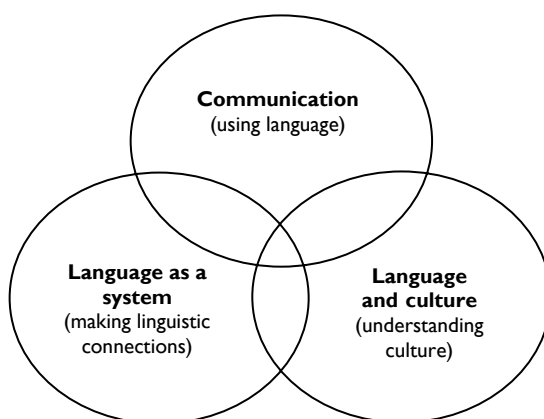 Communication
(using language)
Language as a
system
(making linguistic
connections)
Language
and culture
(understanding
culture)